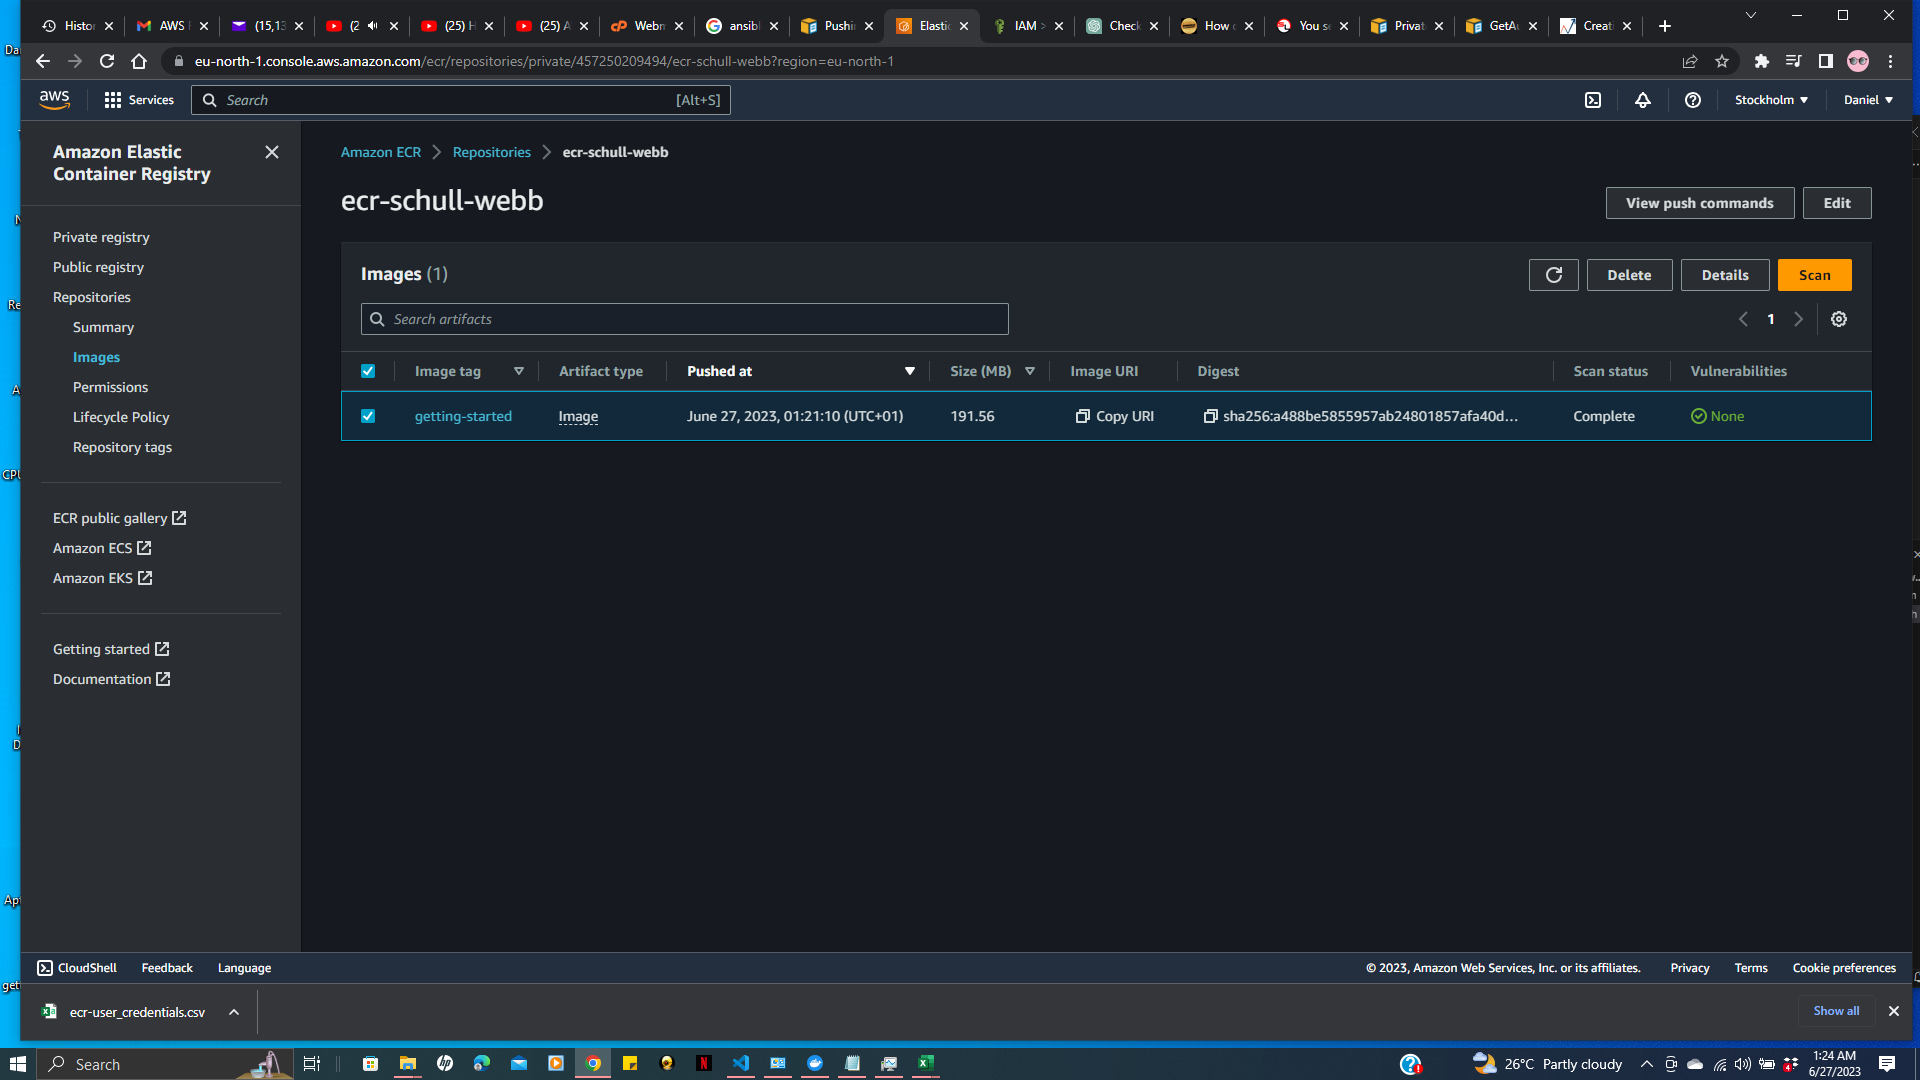 Histor
AWS
(15,13
(2
(25) H
(25) A
Webm
ansibl
Pushin
Elastic
IAM >
Check
How
You se
Privat
GetAu
Creati
eu-north-1.console.aws.amazon.com/ecr/repositories/private/457250209494/ecr-schull-webb?region=eu-north-1
aws
Services
Search
[Alt+S]
Stockholm
Daniel
Amazon Elastic
Container Registry
Private registry
Public registry
Repositories
Summary
Images
Permissions
Lifecycle Policy
Repository tags
ECR public gallery
Amazon ECS
Amazon EKS
Getting started
Documentation
Amazon ECR
Repositories
ecr-schull-webb
ecr-schull-webb
View push commands
Edit
Images (1)
Delete
Details
Scan
Search artifacts
1
Image tag
Artifact type
Pushed at
Size (MB)
Image URI
Digest
Scan status
Vulnerabilities
getting-started
Image
June 27, 2023, 01:21:10 (UTC+01)
191.56
Copy URI
sha256:a488be5855957ab24801857afa40d...
Complete
None
CloudShell
Feedback
Language
© 2023, Amazon Web Services, Inc. or its affiliates.
Privacy
Terms
Cookie preferences
ecr-user_credentials.csv
Show all
Search
26°C Partly cloudy
1:24 AM
6/27/2023